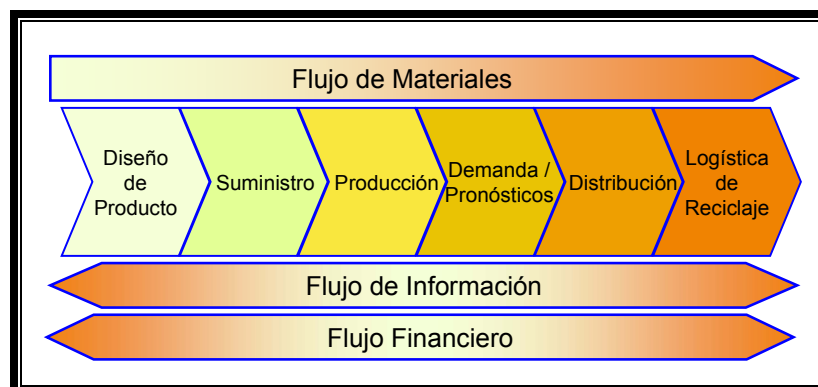 Flujo de Materiales
Diseño
de
Producto
Suministro
Producción
Demanda /
Pronósticos
Distribución
Logística
de
Reciclaje
Flujo de Información
Flujo Financiero